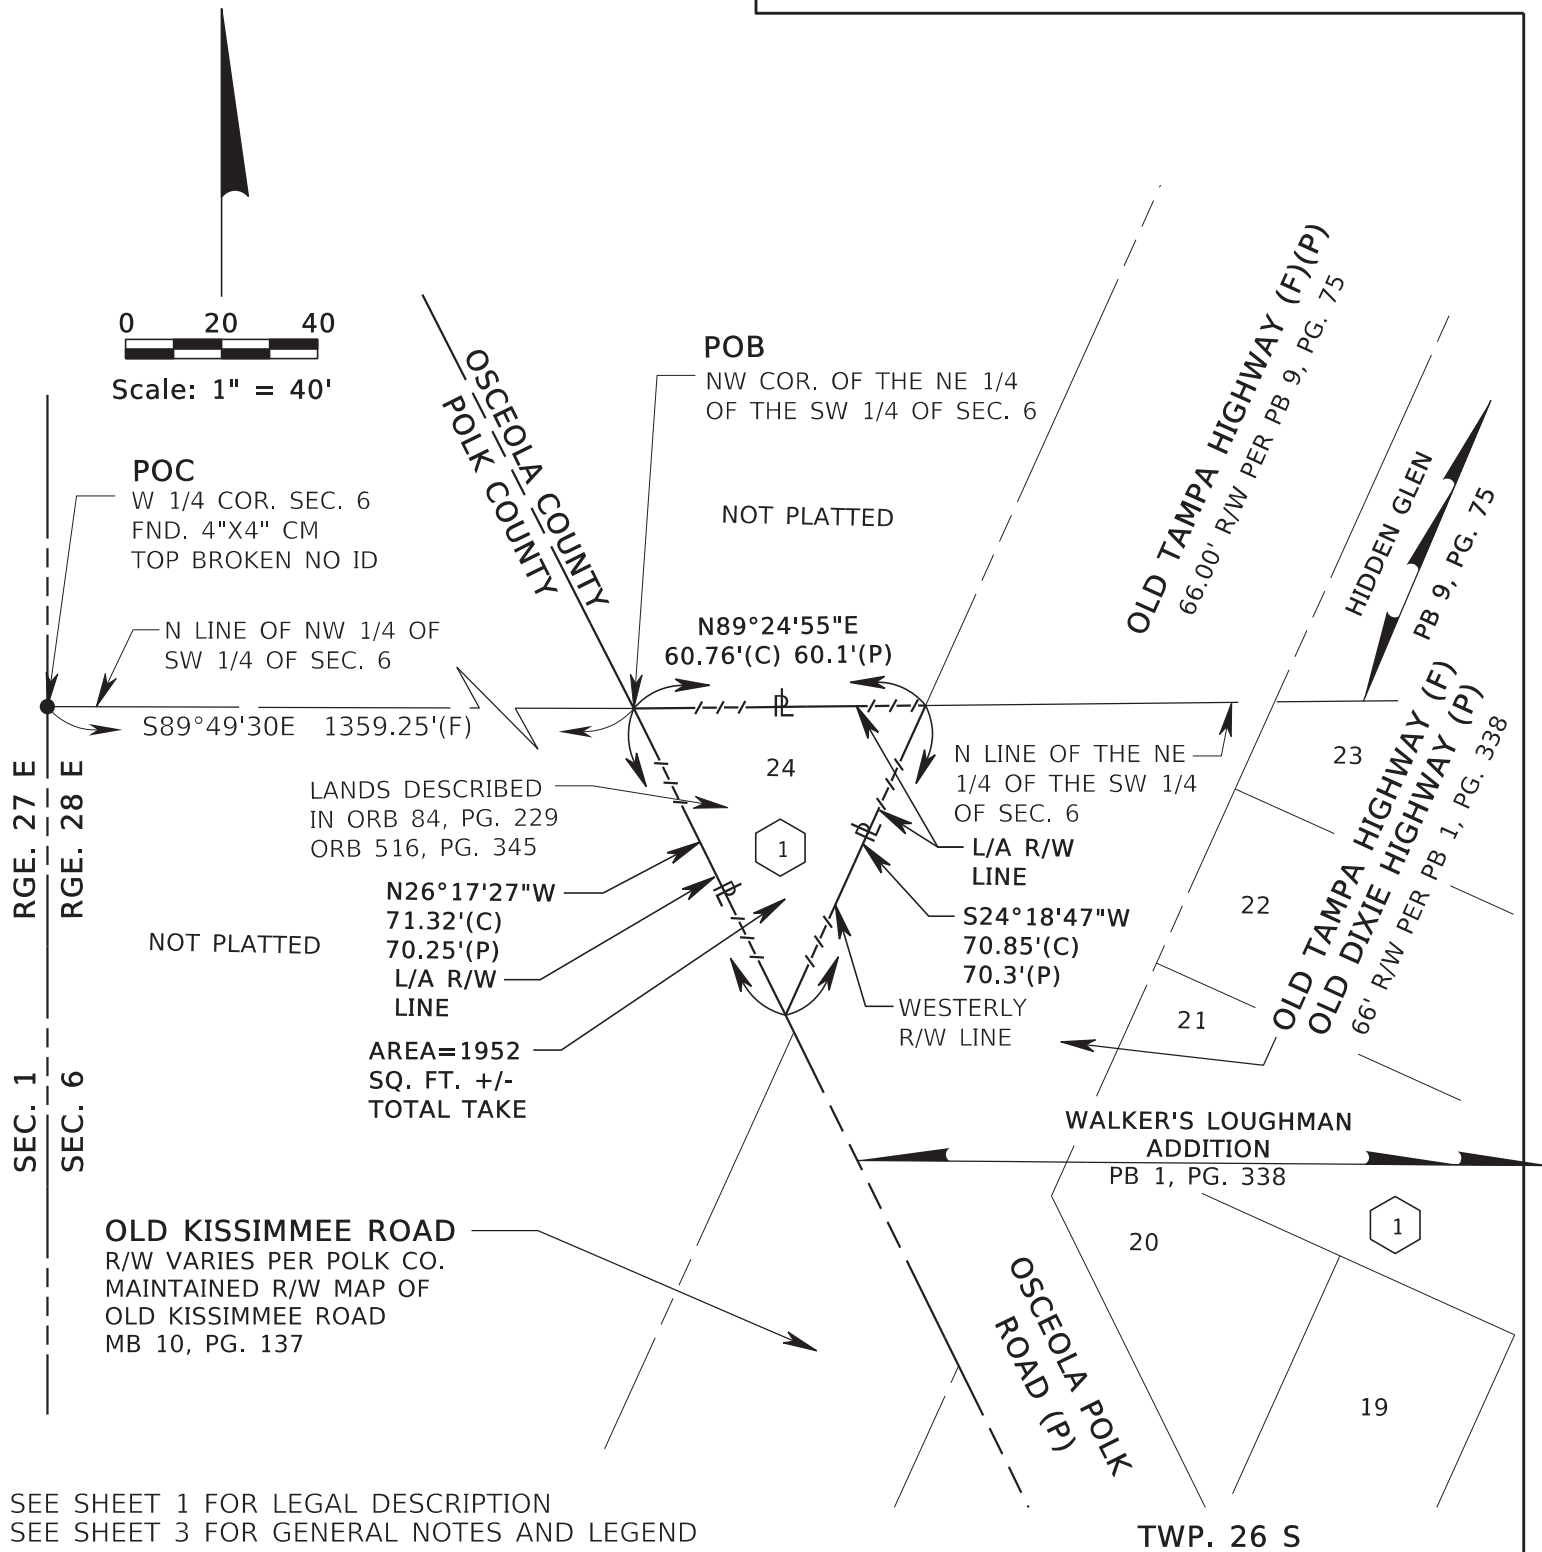 0 20 40
Scale: 1" = 40'
POC
W 1/4 COR. SEC. 6
FND. 4"X4" CM
TOP BROKEN NO ID
N LINE OF NW 1/4 OF
SW 1/4 OF SEC. 6
S89°49'30E 1359.25'(F)
OSCEOLA COUNTY
POLK COUNTY
POB
NW COR. OF THE NE 1/4
OF THE SW 1/4 OF SEC. 6
NOT PLATTED
N89°24'55"E
60.76'(C) 60.1'(P)
PL
OLD TAMPA HIGHWAY (F)(P)
66.00' R/W PER PB 9, PG. 75
HIDDEN GLEN
PB 9, PG. 75
24
N LINE OF THE NE
1/4 OF THE SW 1/4
OF SEC. 6
23
LANDS DESCRIBED
IN ORB 84, PG. 229
ORB 516, PG. 345
1
PL
L/A R/W
LINE
OLD TAMPA HIGHWAY (F)
OLD DIXIE HIGHWAY (P)
66' R/W PER PB 1, PG. 338
RGE. 27 E
RGE. 28 E
N26°17'27"W
71.32'(C)
70.25'(P)
L/A R/W
LINE
PL
S24°18'47"W
70.85'(C)
70.3'(P)
22
NOT PLATTED
WESTERLY
R/W LINE
21
AREA=1952
SQ. FT. +/-
TOTAL TAKE
SEC. 1
SEC. 6
WALKER'S LOUGHMAN
ADDITION
PB 1, PG. 338
OLD KISSIMMEE ROAD
R/W VARIES PER POLK CO.
MAINTAINED R/W MAP OF
OLD KISSIMMEE ROAD
MB 10, PG. 137
20
1
OSCEOLA POLK
ROAD (P)
19
SEE SHEET 1 FOR LEGAL DESCRIPTION
SEE SHEET 3 FOR GENERAL NOTES AND LEGEND
TWP. 26 S